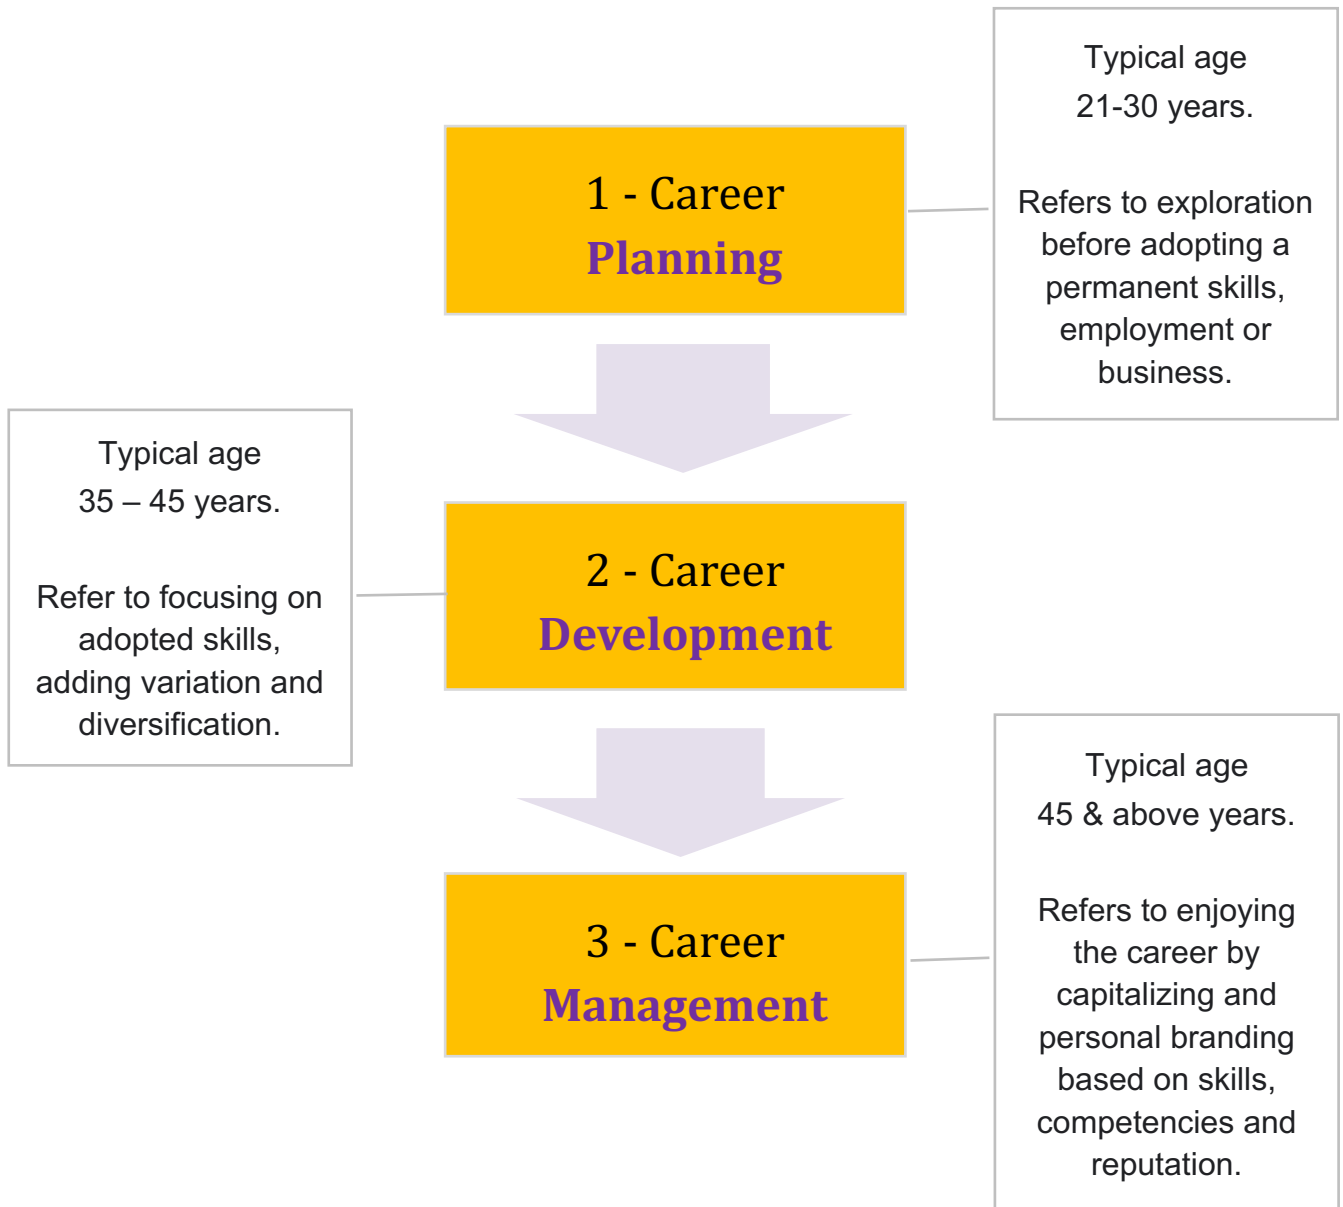 1 - Career
Planning
Typical age
21-30 years.
Refers to exploration
before adopting a
permanent skills,
employment or
business.
2 - Career
Development
Typical age
35 – 45 years.
Refer to focusing on
adopted skills,
adding variation and
diversification.
3 - Career
Management
Typical age
45 & above years.
Refers to enjoying
the career by
capitalizing and
personal branding
based on skills,
competencies and
reputation.